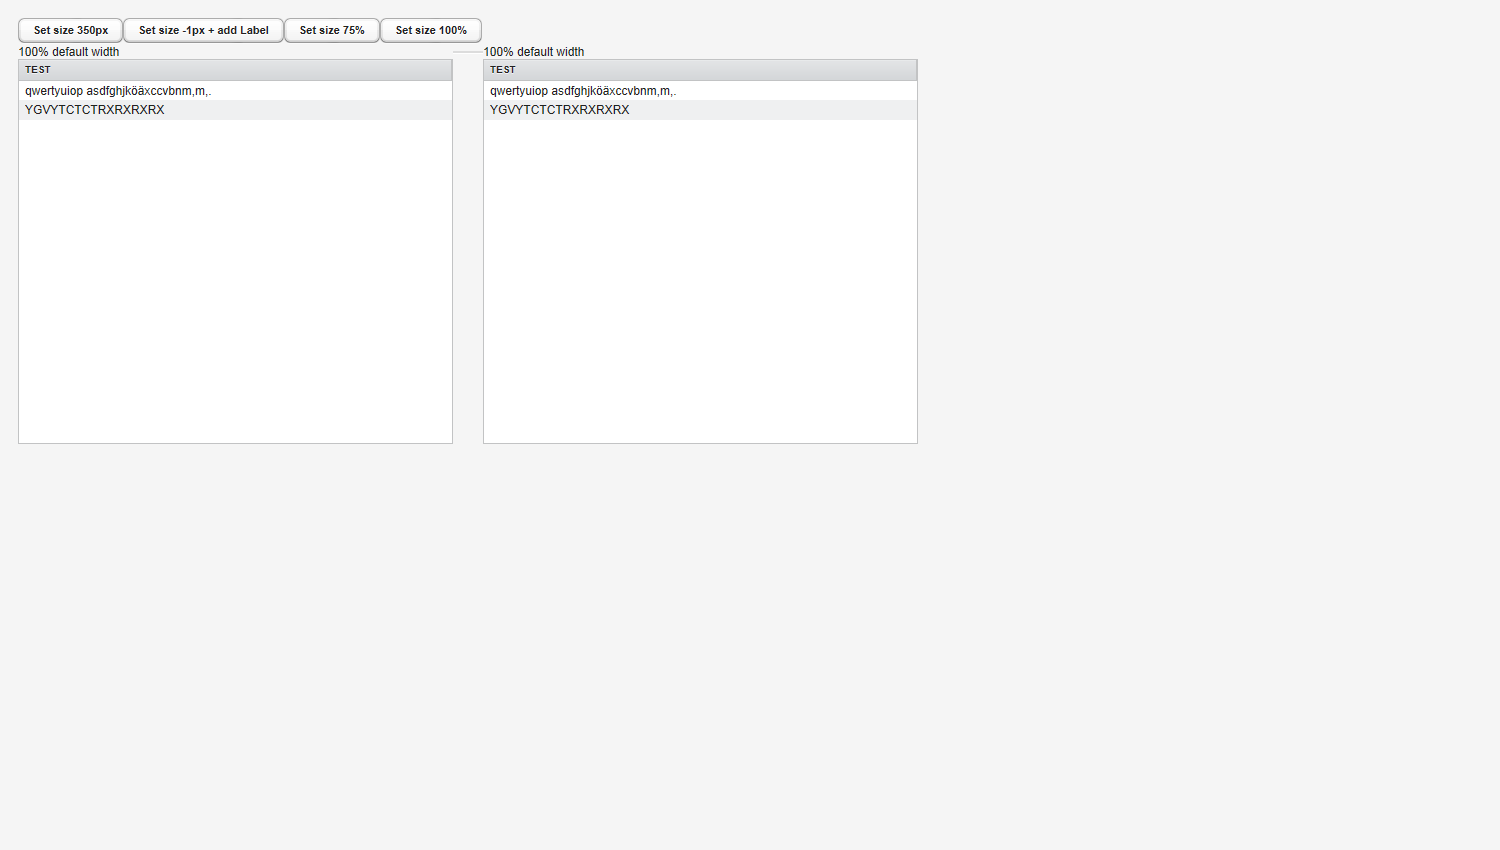 Set size 350px Set size -1px + add Label Set size 75% Set size 100%
100% default width 100% default width
TEST TEST
qwertyuiop asdfghjköäxccvbnm,m,. qwertyuiop asdfghjköäxccvbnm,m,.
YGVYTCTCTRXRXRXRX YGVYTCTCTRXRXRXRX